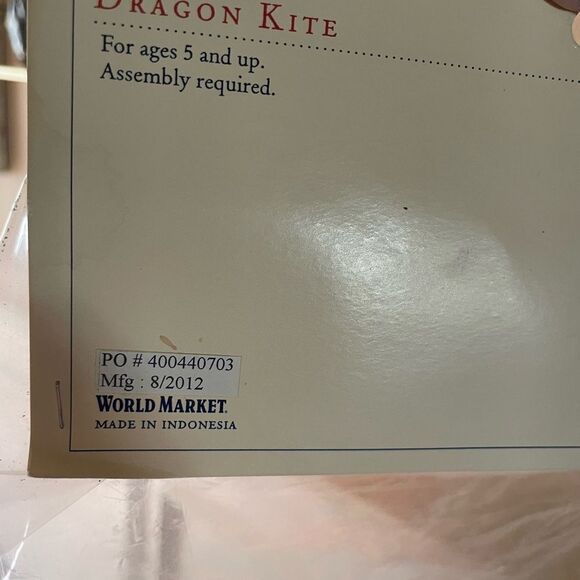 DRAGON KITE
For ages 5 and up.
Assembly required.
PO # 400440703
Mfg : 8/2012
WORLD MARKET.
MADE IN INDONESIA